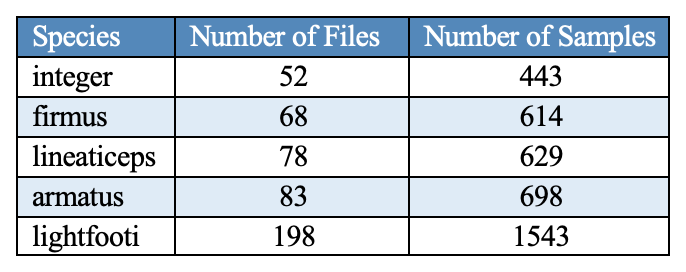 Species Number of Files Number of Samples
integer 52 443
firmus 68 614
lineaticeps 78 629
armatus 83 698
lightfooti 198 1543